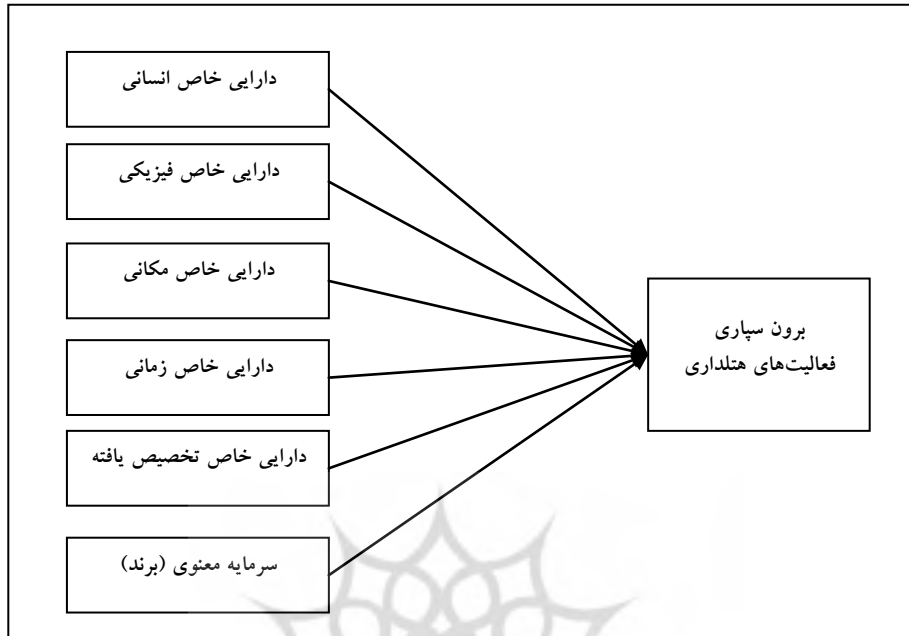 دارایی خاص انسانی
دارایی خاص فیزیکی
دارایی خاص مکانی
دارایی خاص زمانی
دارایی خاص تخصیص یافته
سرمایه معنوی (برند)
برون سپاری
فعالیت‌های هتلداری